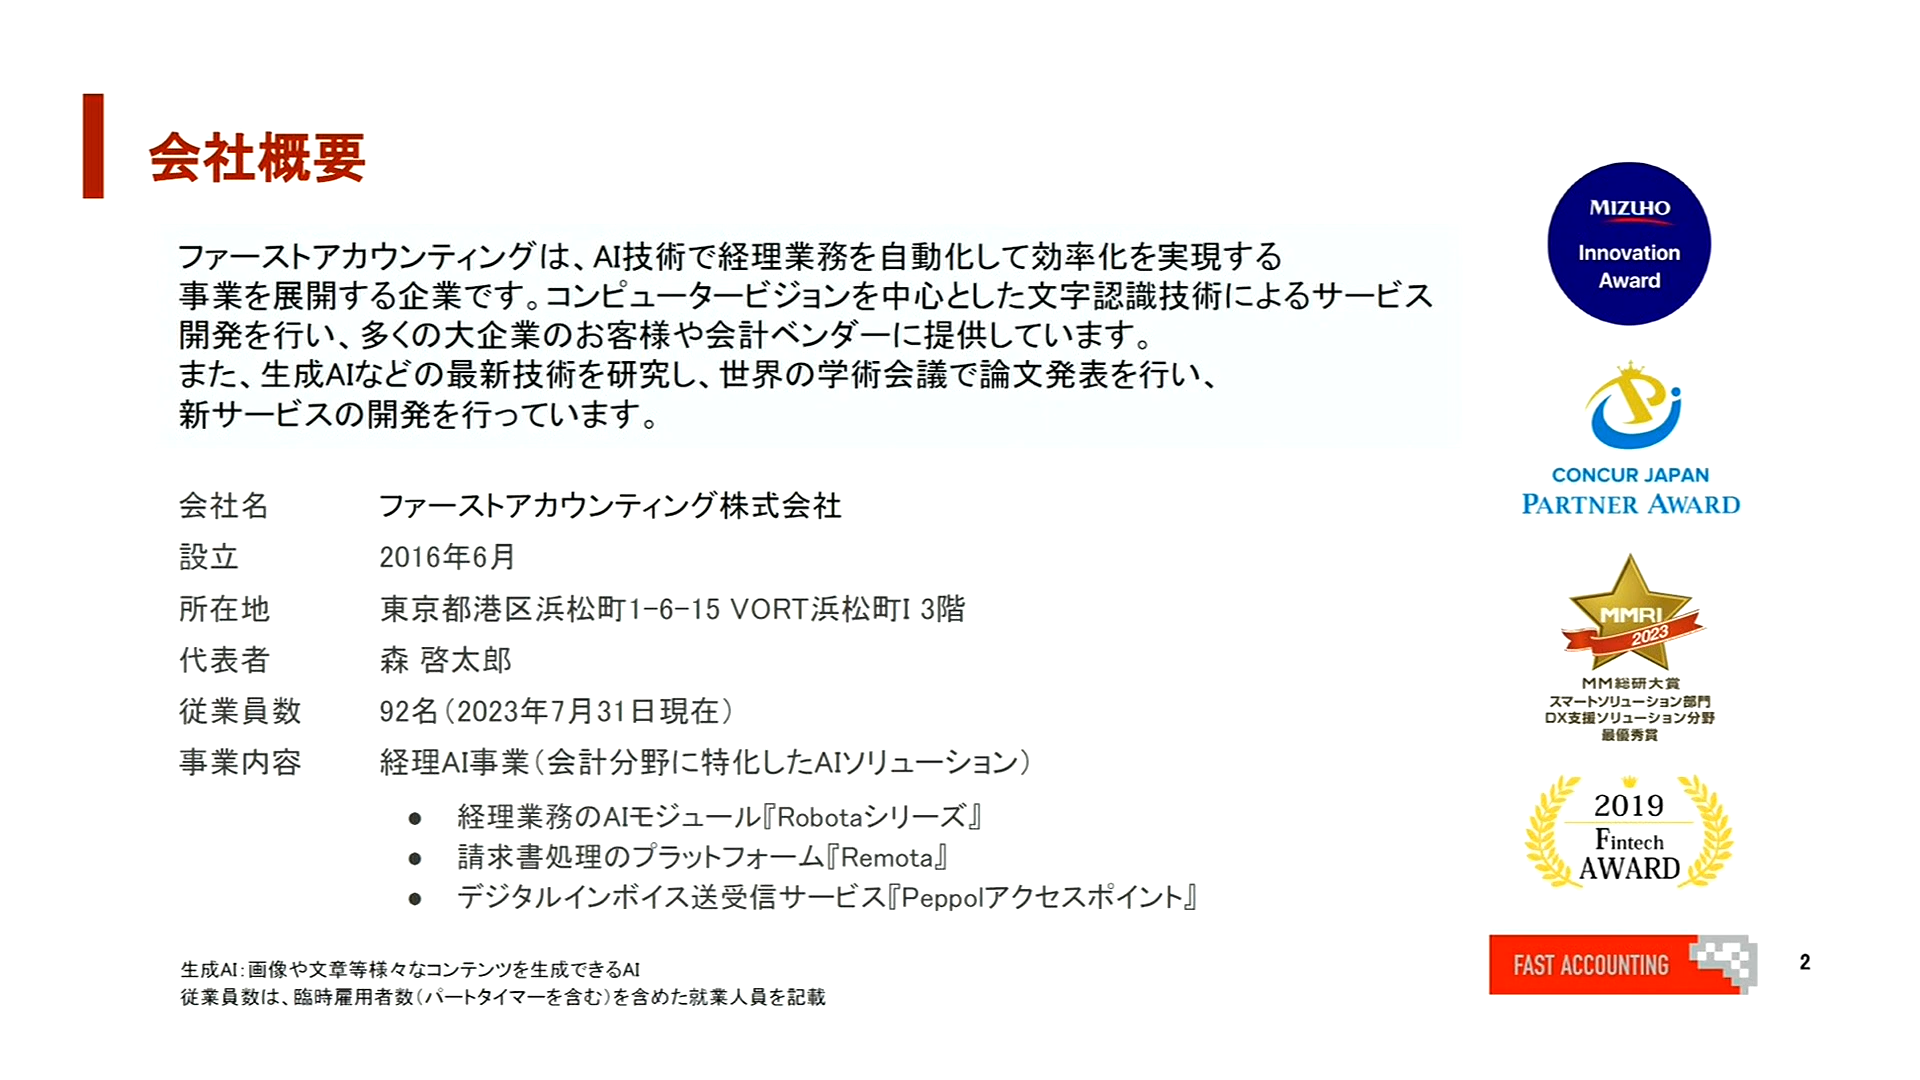 会社概要
ファーストアカウンティングは、AI技術で経理業務を自動化して効率化を実現する
事業を展開する企業です。コンピュータービジョンを中心とした文字認識技術によるサービス
開発を行い、多くの大企業のお客様や会計ベンダーに提供しています。
また、生成AIなどの最新技術を研究し、世界の学術会議で論文発表を行い、
新サービスの開発を行っています。
会社名 ファーストアカウンティング株式会社
設立 2016年6月
所在地 東京都港区浜松町1-6-15 VORT浜松町I 3階
代表者 森 啓太郎
従業員数 92名（2023年7月31日現在）
事業内容 経理AI事業（会計分野に特化したAIソリューション）
● 経理業務のAIモジュール『Robotaシリーズ』
● 請求書処理のプラットフォーム『Remota』
● デジタルインボイス送受信サービス『Peppolアクセスポイント』
生成AI：画像や文章等様々なコンテンツを生成できるAI
従業員数は、臨時雇用者数（パートタイマーを含む）を含めた就業人員を記載
MIZUHO
Innovation
Award
CONCUR JAPAN
PARTNER AWARD
MMRI
2023
MM総研大賞
スマートソリューション部門
DX支援ソリューション分野
最優秀賞
2019
Fintech
AWARD
FAST ACCOUNTING
2